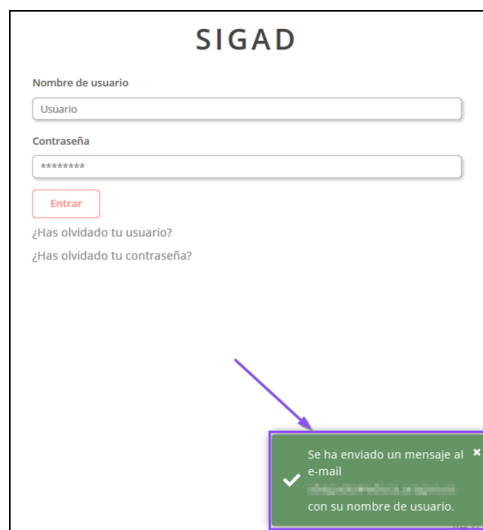 SIGAD
Nombre de usuario
Usuario
Contraseña
********
Entrar
¿Has olvidado tu usuario?
¿Has olvidado tu contraseña?
Se ha enviado un mensaje al
e-mail
con su nombre de usuario.